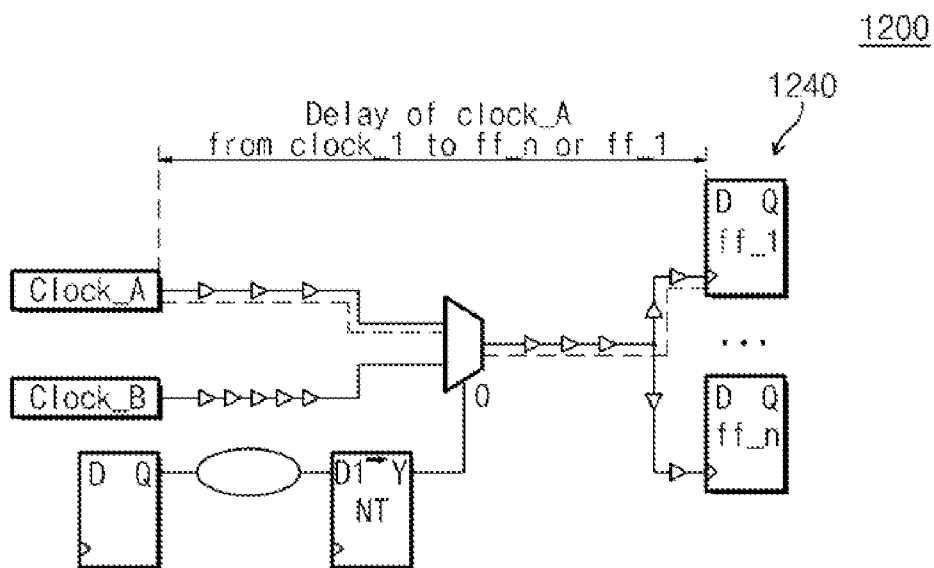 1200
1240
Delay of clock_A
from clock_1 to ff_n or ff_1
D Q
ff_1
Clock_A
...
Clock_B
0
D Q
ff_n
D Q
D1 Y
NT